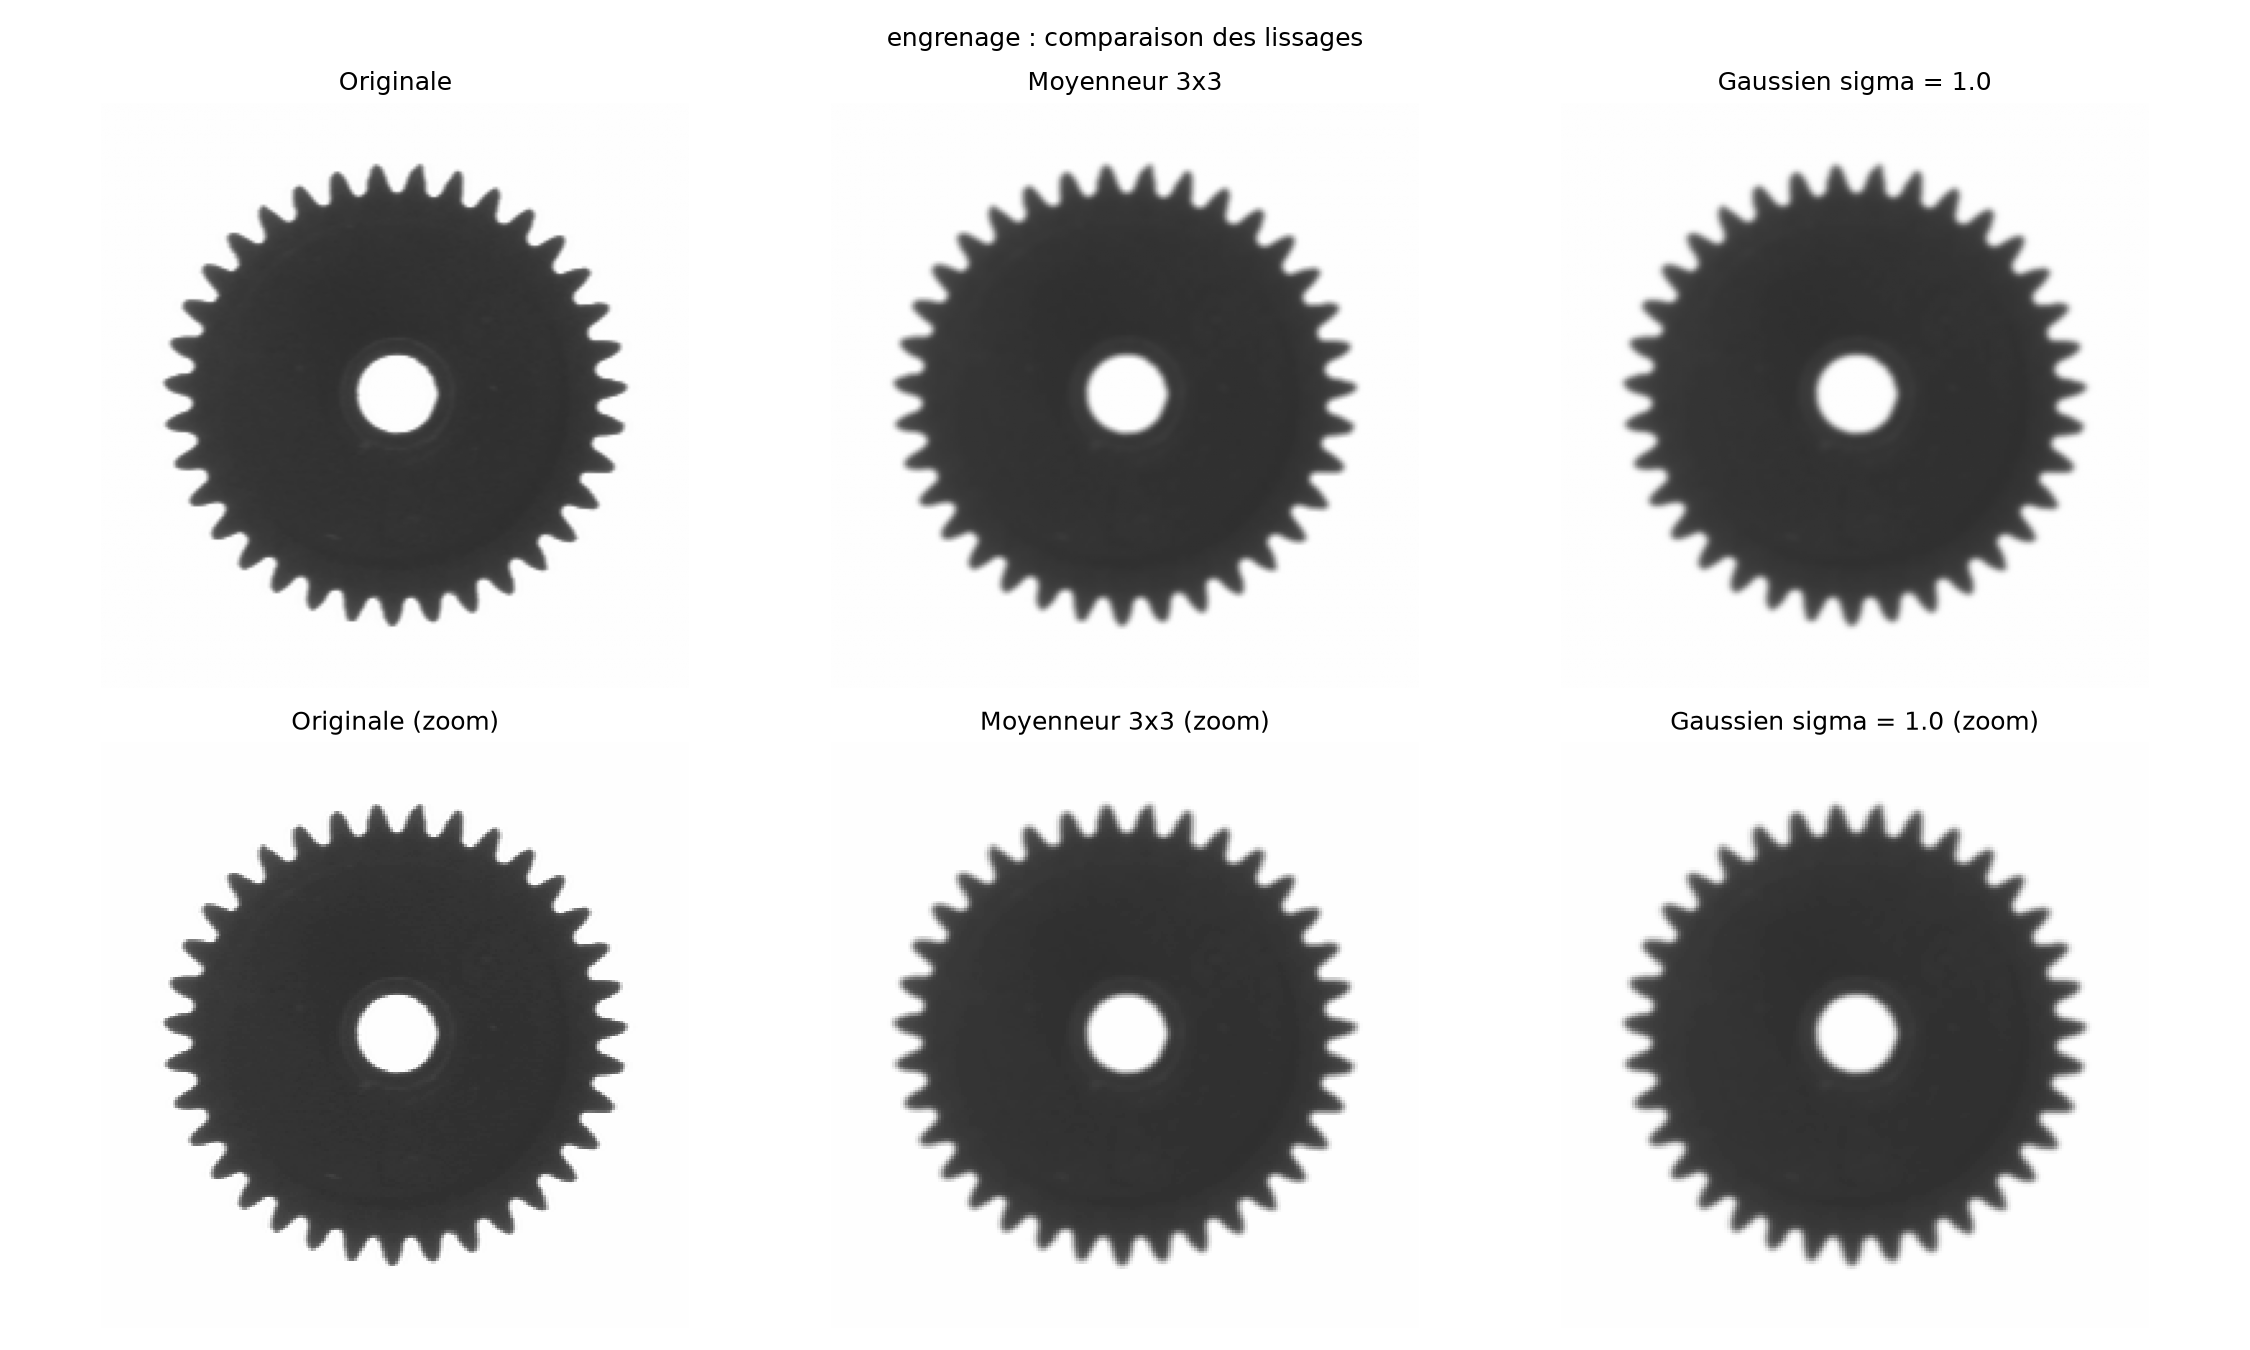 engrenage : comparaison des lissages
Originale
Moyenneur 3x3
Gaussien sigma = 1.0
Originale (zoom)
Moyenneur 3x3 (zoom)
Gaussien sigma = 1.0 (zoom)